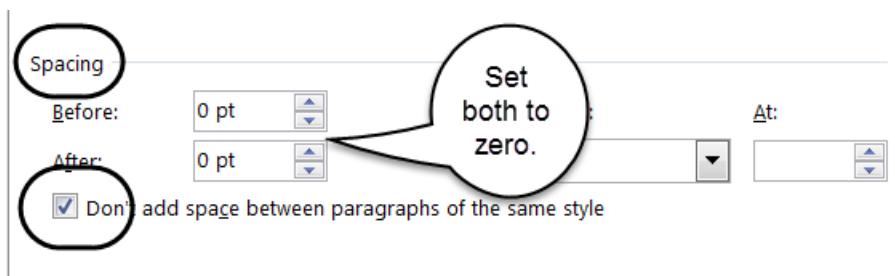 Spacing
Before: 0 pt
Set both to zero.
: At:
After: 0 pt
Don't add space between paragraphs of the same style